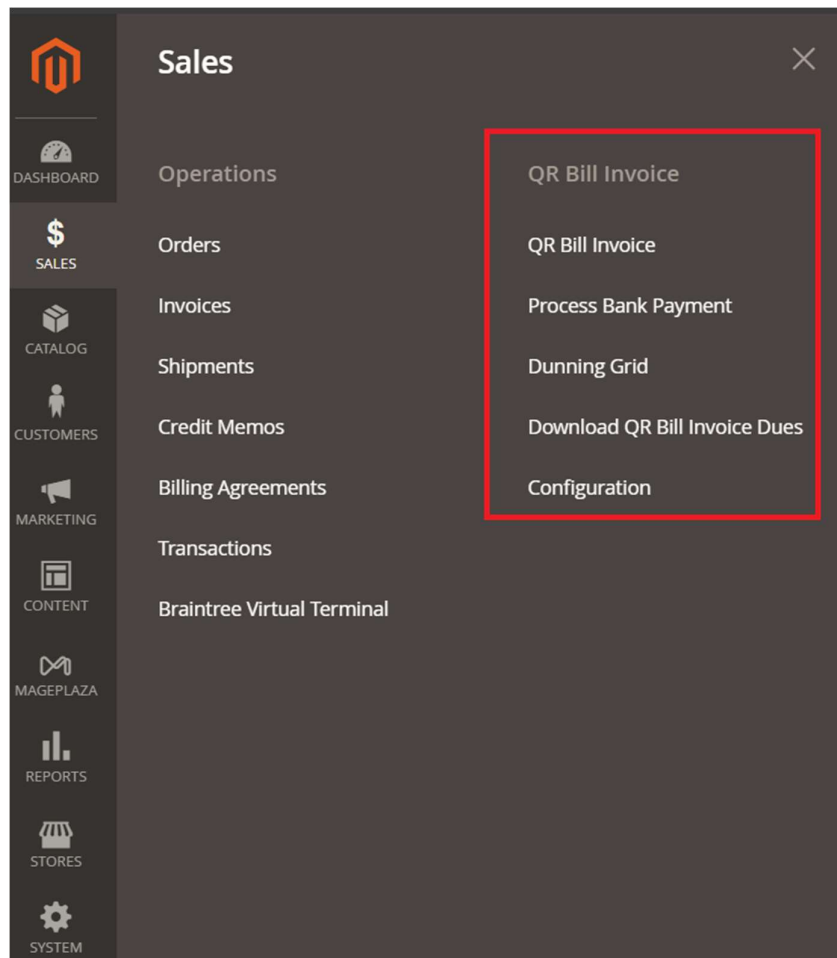 Sales
DASHBOARD
SALES
CATALOG
CUSTOMERS
MARKETING
CONTENT
MAGEPLAZA
REPORTS
STORES
SYSTEM
Operations
Orders
Invoices
Shipments
Credit Memos
Billing Agreements
Transactions
Braintree Virtual Terminal
QR Bill Invoice
QR Bill Invoice
Process Bank Payment
Dunning Grid
Download QR Bill Invoice Dues
Configuration